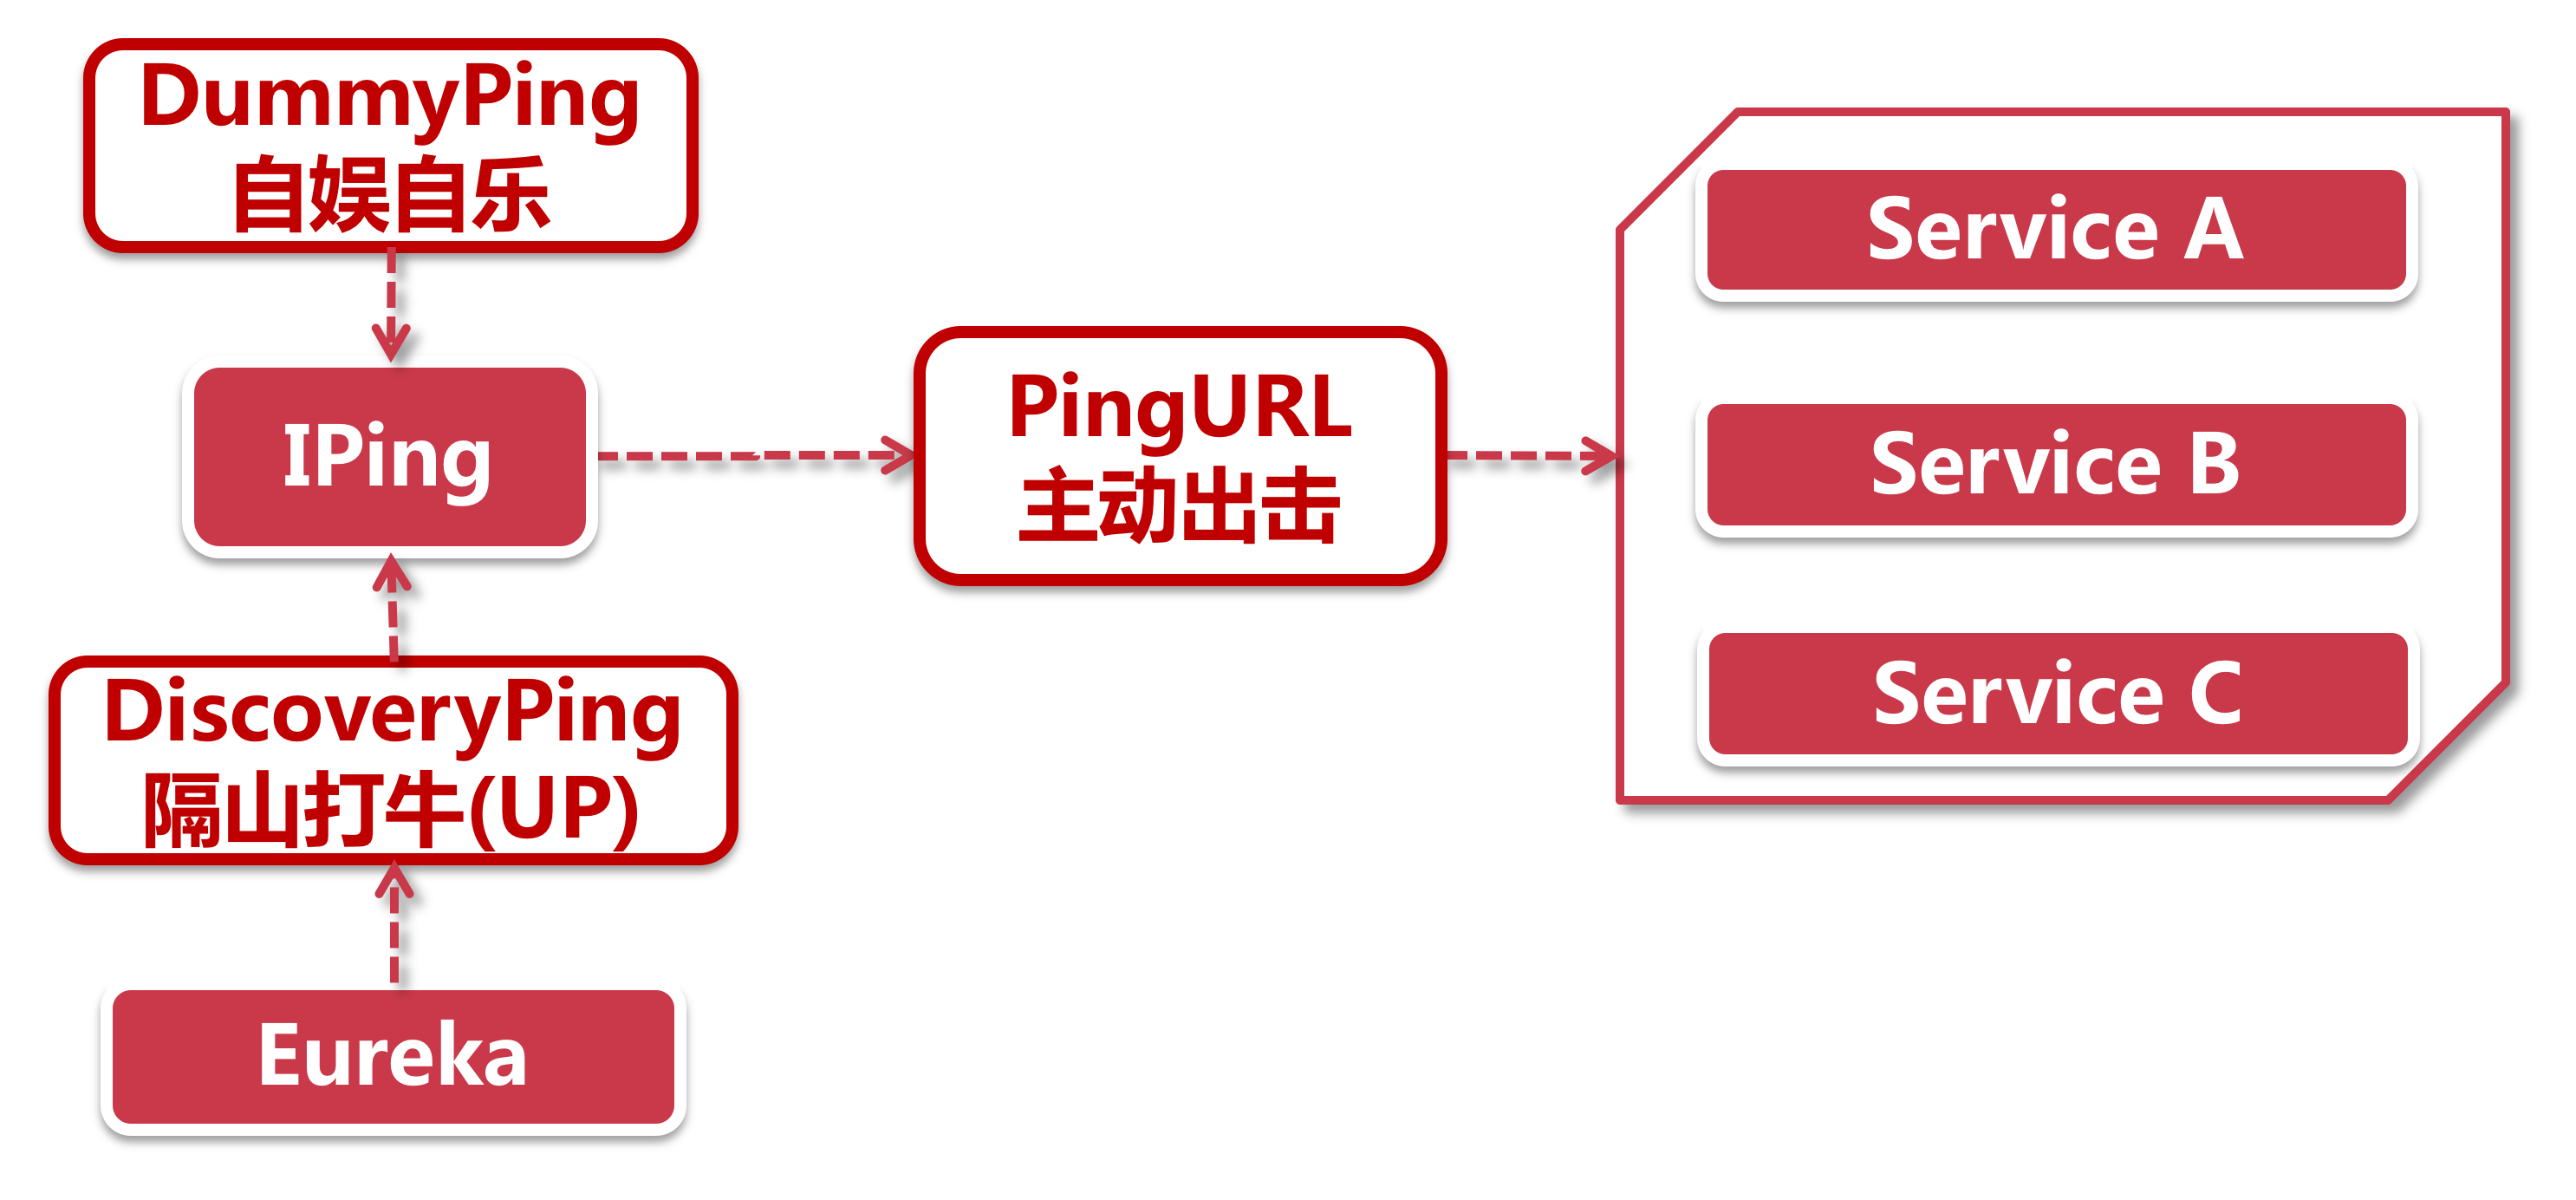 DummyPing
自娱自乐
IPing
DiscoveryPing
隔山打牛(UP)
Eureka
PingURL
主动出击
Service A
Service B
Service C